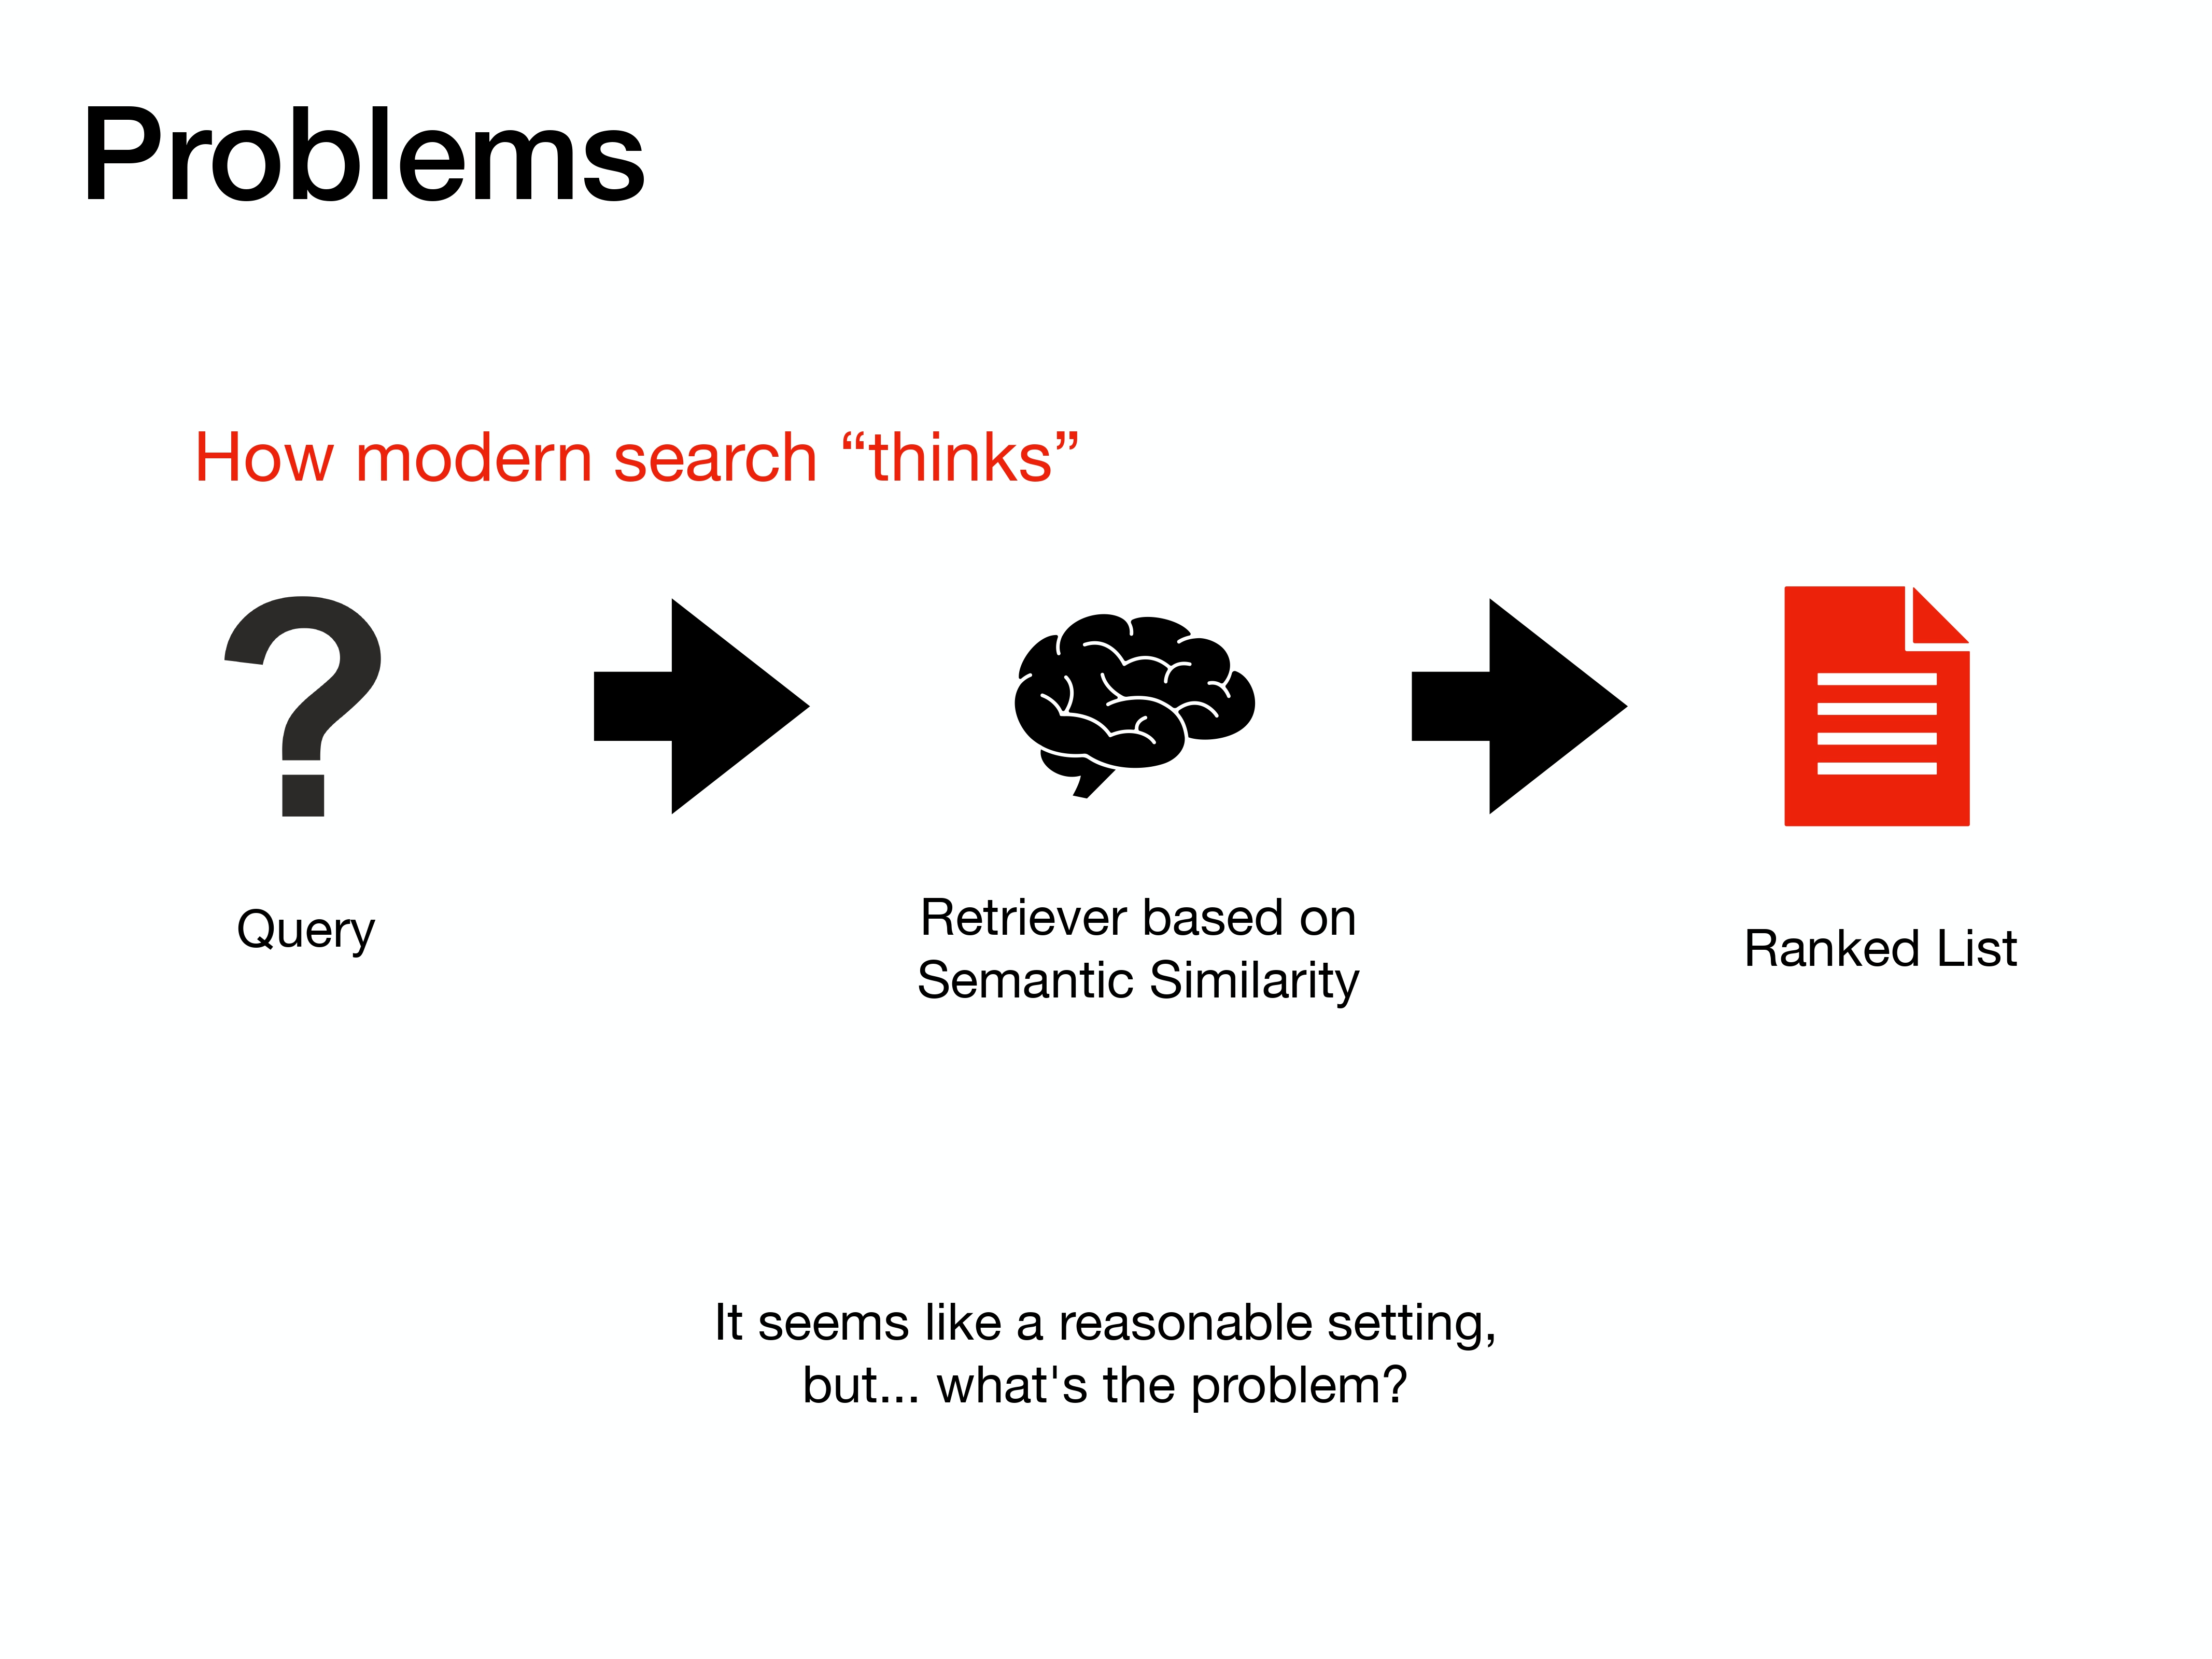 Problems
How modern search “thinks”
?
Query
Retriever based on
Semantic Similarity
Ranked List
It seems like a reasonable setting,
but... what's the problem?